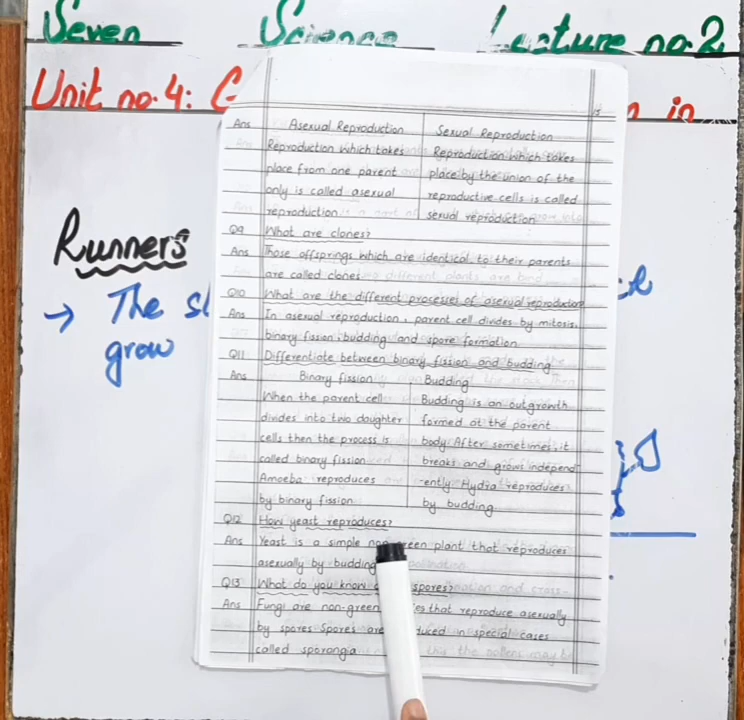 Seven Science Lecture no.2
Unit no.4: in
Runners
→ The
grow
15
Ans Asexual Reproduction Sexual Reproduction
Reproduction which takes Reproduction which takes
place from one parent place by the union of the
only is called asexual reproductive cells is called
reproduction sexual reproduction
Q9 What are clones?
Ans Those offsprings which are identical to their parents
are called clones
Q10 What are the different processes of asexual reproduction
Ans In asexual reproduction, parent cell divides by mitosis,
binary fission, budding and spore formation
Q11 Differentiate between binary fission and budding
Ans Binary fission Budding
When the parent cell Budding is an outgrowth
divides into two daughter formed at the parent
cells then the process is body. After sometimes, it
called binary fission breaks and grows independ
Amoeba reproduces -ently. Hydra reproduces
by binary fission by budding
Q12 How yeast reproduces?
Ans Yeast is a simple plant that reproduces
asexually by budding
Q13 What do you know spores?
Ans Fungi are non-green that reproduce asexually
by spores Spores are in special cases
called sporangia